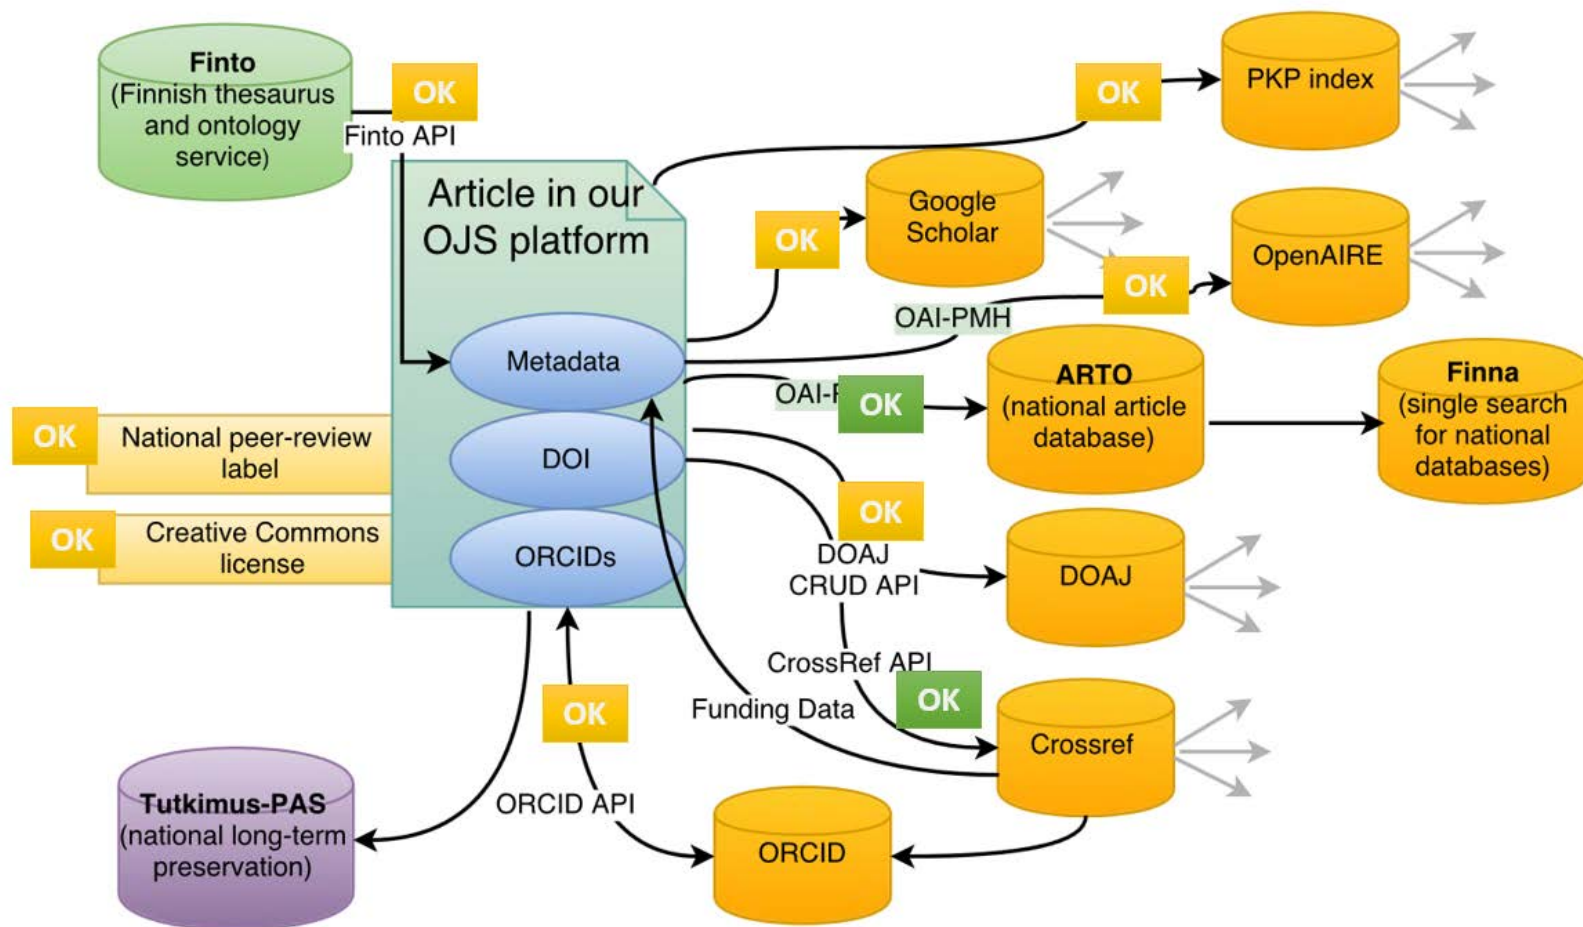 Finto
(Finnish thesaurus
and ontology
service)
OK
Finto API
Article in our
OJS platform
Metadata
DOI
ORCIDs
OK
National peer-review
label
OK
Creative Commons
license
OK
PKP index
OK
Google
Scholar
OK
OpenAIRE
OAI-PMH
OAI-
OK
ARTO
(national article
database)
Finna
(single search
for national
databases)
OK
DOAJ
CRUD API
DOAJ
CrossRef API
OK
Funding Data
Crossref
OK
ORCID API
ORCID
Tutkimus-PAS
(national long-term
preservation)